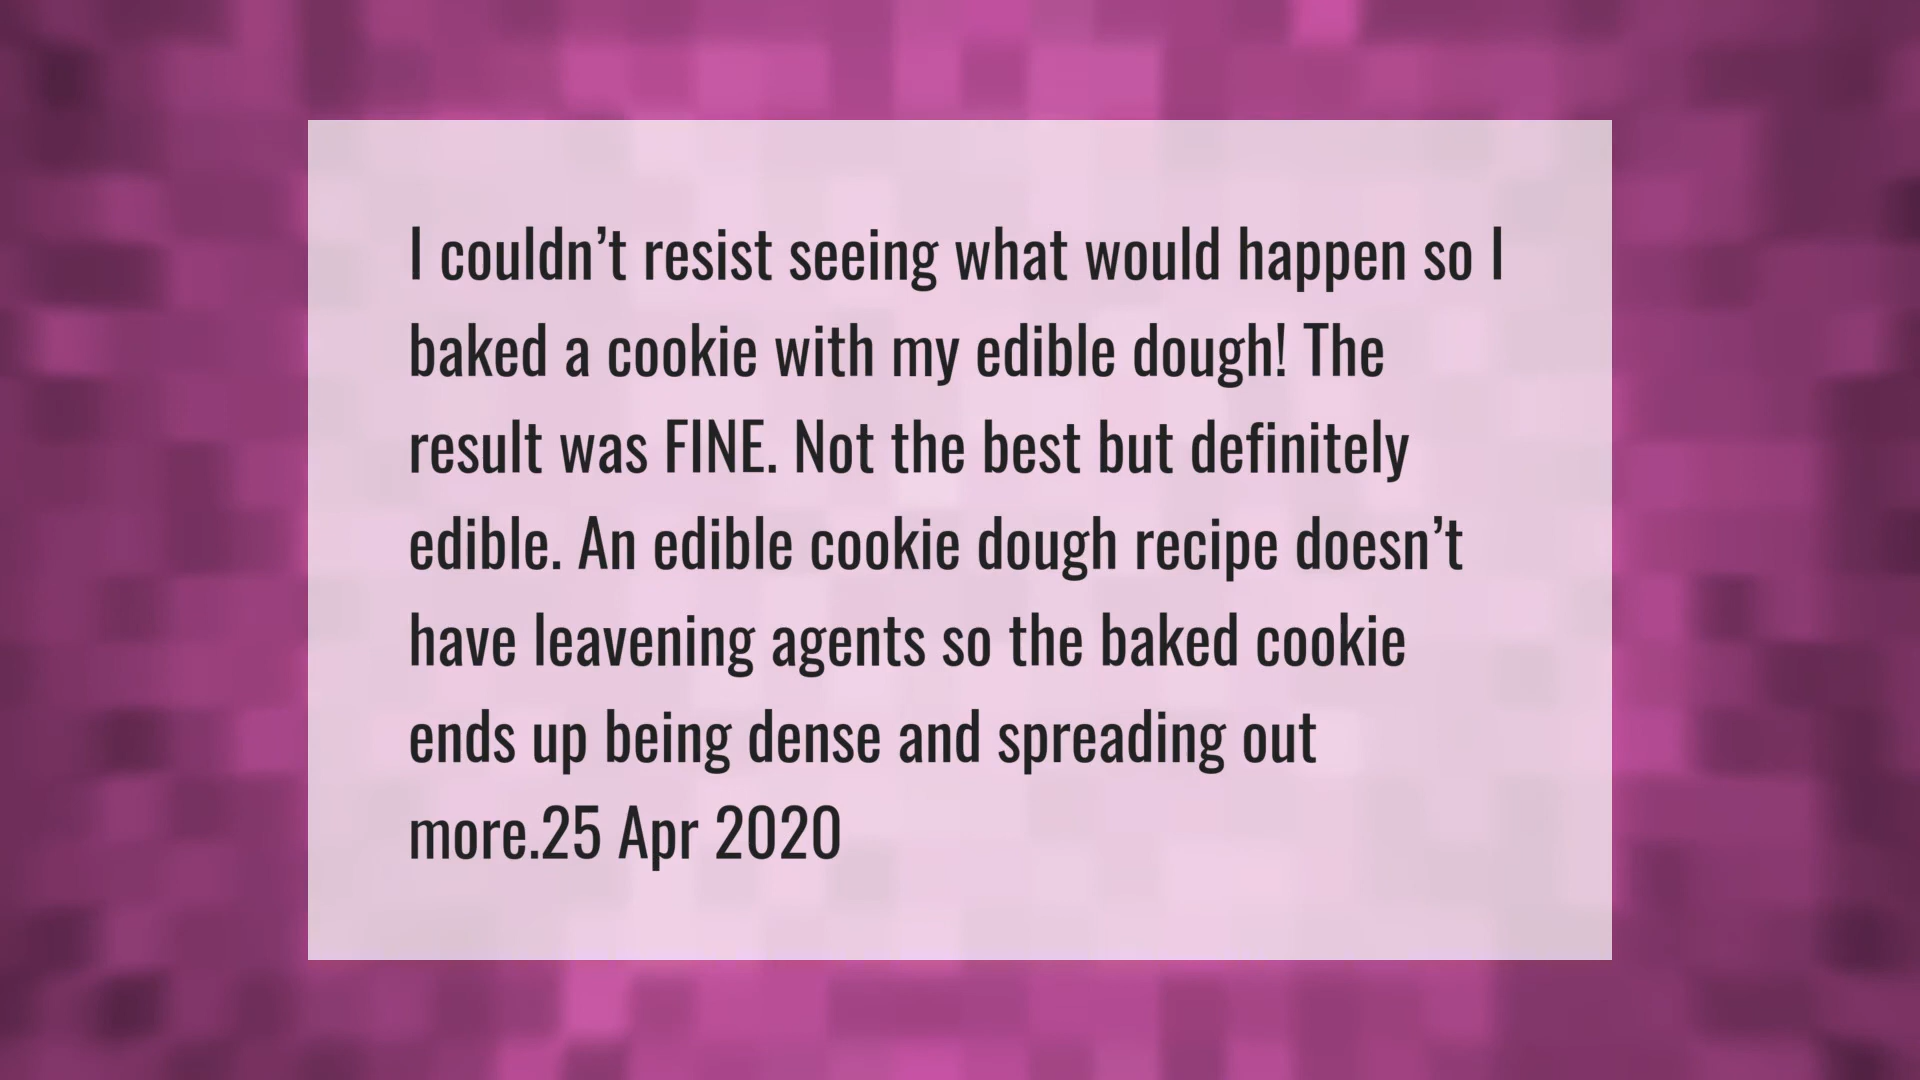 I couldn’t resist seeing what would happen so I
baked a cookie with my edible dough! The
result was FINE. Not the best but definitely
edible. An edible cookie dough recipe doesn’t
have leavening agents so the baked cookie
ends up being dense and spreading out
more.25 Apr 2020